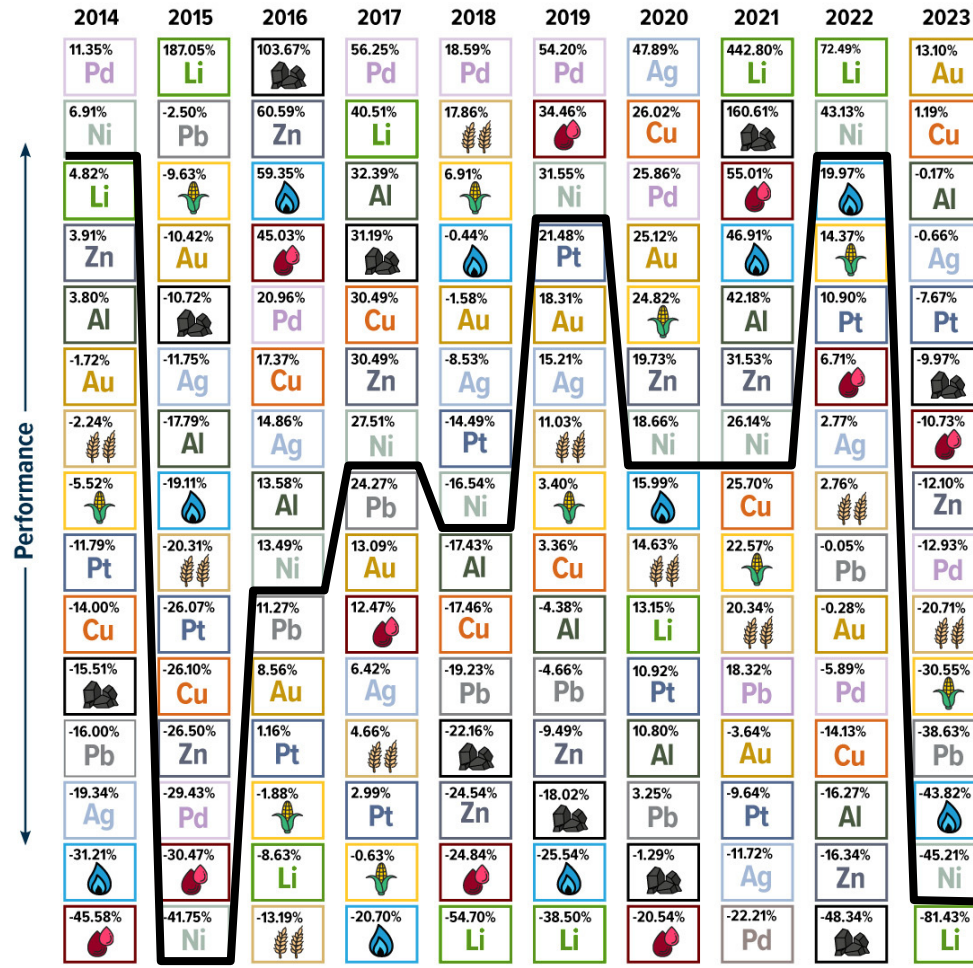 2014 2015 2016 2017 2018 2019 2020 2021 2022 2023
11.35% 187.05% 103.67% 56.25% 18.59% 54.20% 47.89% 442.80% 72.49% 13.10%
Pd Li Pd Pd Pd Ag Li Li Au
6.91% -2.50% 60.59% 40.51% 17.86% 34.46% 26.02% 160.61% 43.13% 1.19%
Ni Pb Zn Li Cu Ni Cu
4.82% -9.63% 59.35% 32.39% 6.91% 31.55% 25.86% 55.01% 19.97% -0.17%
Li Al Ni Pd Al
3.91% -10.42% 45.03% 31.19% -0.44% 21.48% 25.12% 46.91% 14.37% -0.66%
Zn Au Pt Au Ag
3.80% -10.72% 20.96% 30.49% -1.58% 18.31% 24.82% 42.18% 10.90% -7.67%
Al Pd Cu Au Au Al Pt Pt
-1.72% -11.75% 17.37% 30.49% -8.53% 15.21% 19.73% 31.53% 6.71% -9.97%
Au Ag Cu Zn Ag Ag Zn Zn
-2.24% -17.79% 14.86% 27.51% -14.49% 11.03% 18.66% 26.14% 2.77% -10.73%
Al Ag Ni Pt Ni Ni Ag
-5.52% -19.11% 13.58% 24.27% -16.54% 3.40% 15.99% 25.70% 2.76% -12.10%
Al Pb Ni Cu Zn
-11.79% -20.31% 13.49% 13.09% -17.43% 3.36% 14.63% 22.57% -0.05% -12.93%
Pt Ni Au Al Cu Pb Pd
-14.00% -26.07% 11.27% 12.47% -17.46% -4.38% 13.15% 20.34% -0.28% -20.71%
Cu Pt Pb Cu Al Li Au
-15.51% -26.10% 8.56% 6.42% -19.23% -4.66% 10.92% 18.32% -5.89% -30.55%
Cu Au Ag Pb Pb Pt Pb Pd
-16.00% -26.50% 1.16% 4.66% -22.16% -9.49% 10.80% -3.64% -14.13% -38.63%
Pb Zn Pt Zn Al Au Cu Pb
-19.34% -29.43% -1.88% 2.99% -24.54% -18.02% 3.25% -9.64% -16.27% -43.82%
Ag Pd Pt Zn Pb Pt Al
-31.21% -30.47% -8.63% -0.63% -24.84% -25.54% -1.29% -11.72% -16.34% -45.21%
Li Ag Zn Ni
-45.58% -41.75% -13.19% -20.70% -54.70% -38.50% -20.54% -22.21% -48.34% -81.43%
Ni Li Li Pd Li
Performance